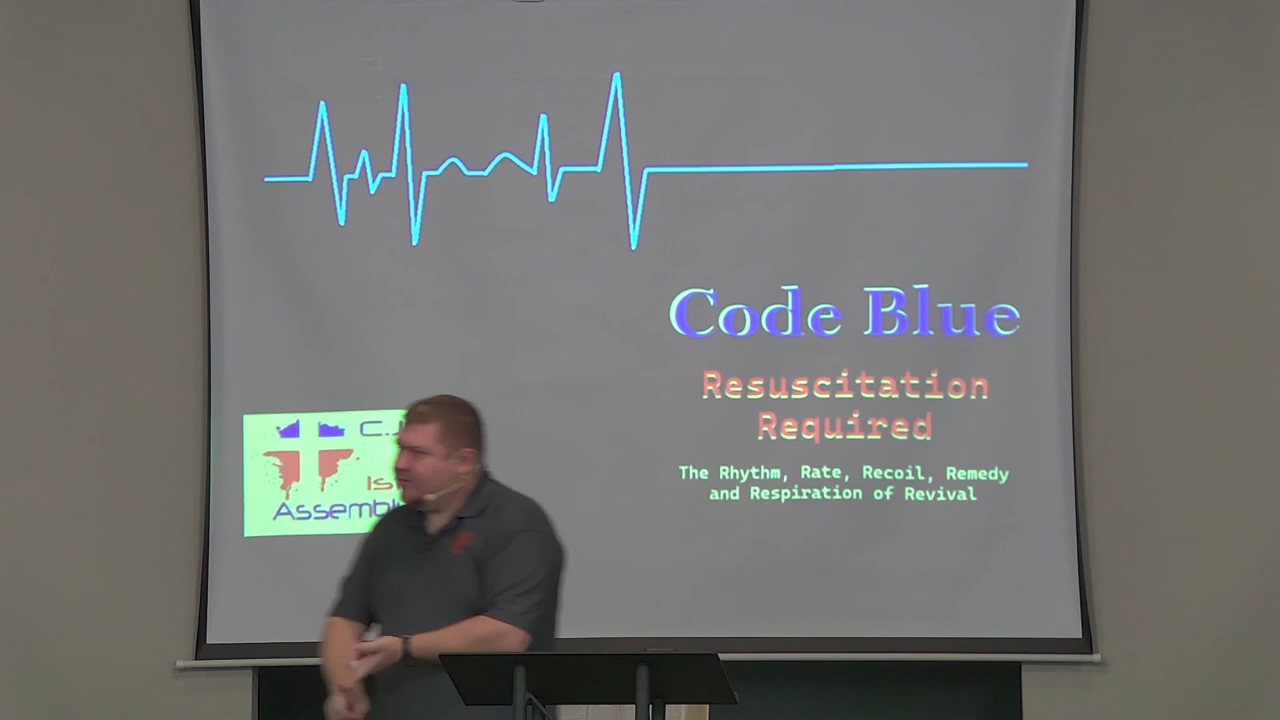 Code Blue
Resuscitation
Required
The Rhythm, Rate, Recoil, Remedy
and Respiration of Revival